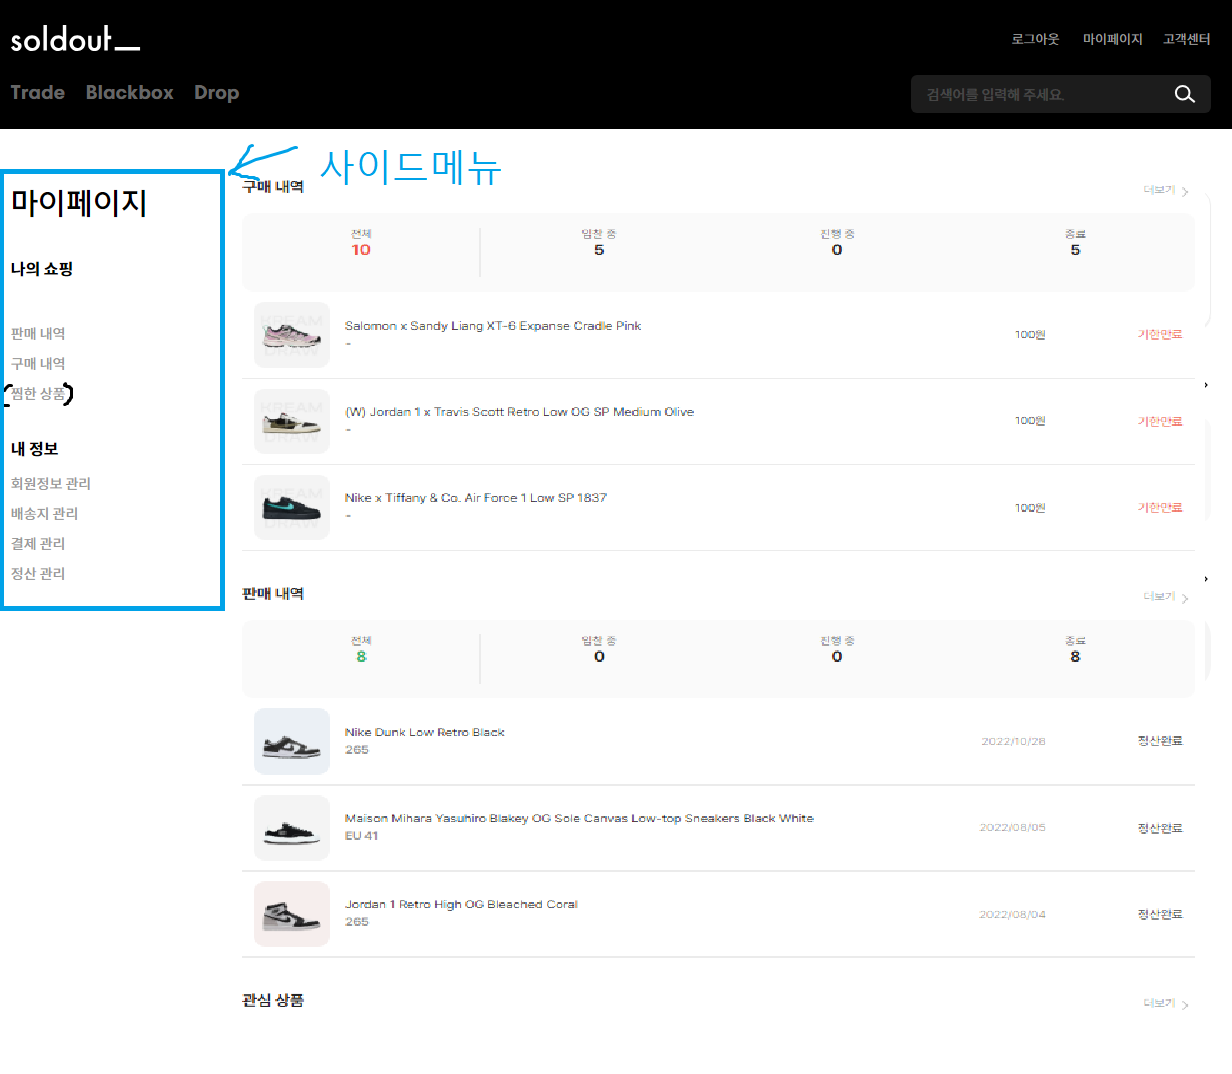 soldout_
로그아웃 마이페이지 고객센터
Trade Blackbox Drop
검색어를 입력해 주세요.
사이드메뉴
마이페이지
나의 쇼핑
판매 내역
구매 내역
(찜한 상품)
내 정보
회원정보 관리
배송지 관리
결제 관리
정산 관리
구매 내역 더보기
전체 입찰 중 진행 중 종료
10 5 0 5
KREAM DRAW
Salomon x Sandy Liang XT-6 Expanse Cradle Pink
-
100원 기한만료
KREAM DRAW
(W) Jordan 1 x Travis Scott Retro Low OG SP Medium Olive
-
100원 기한만료
KREAM DRAW
Nike x Tiffany & Co. Air Force 1 Low SP 1837
-
100원 기한만료
판매 내역 더보기
전체 입찰 중 진행 중 종료
8 0 0 8
Nike Dunk Low Retro Black
265
2022/10/28 정산완료
Maison Mihara Yasuhiro Blakey OG Sole Canvas Low-top Sneakers Black White
EU 41
2022/08/05 정산완료
Jordan 1 Retro High OG Bleached Coral
265
2022/08/04 정산완료
관심 상품 더보기